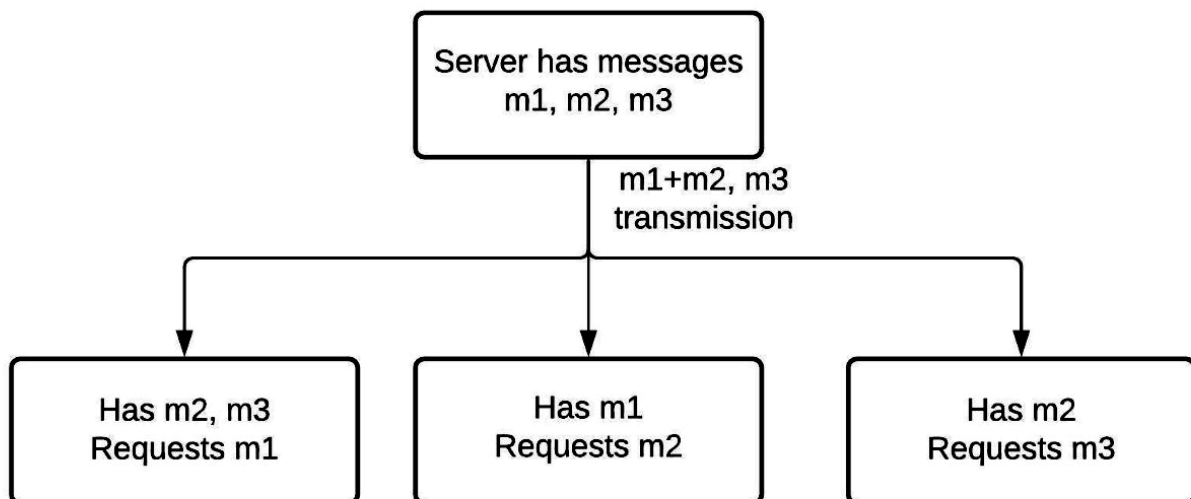 Server has messages
m1, m2, m3
m1+m2, m3
transmission
Has m2, m3
Requests m1
Has m1
Requests m2
Has m2
Requests m3